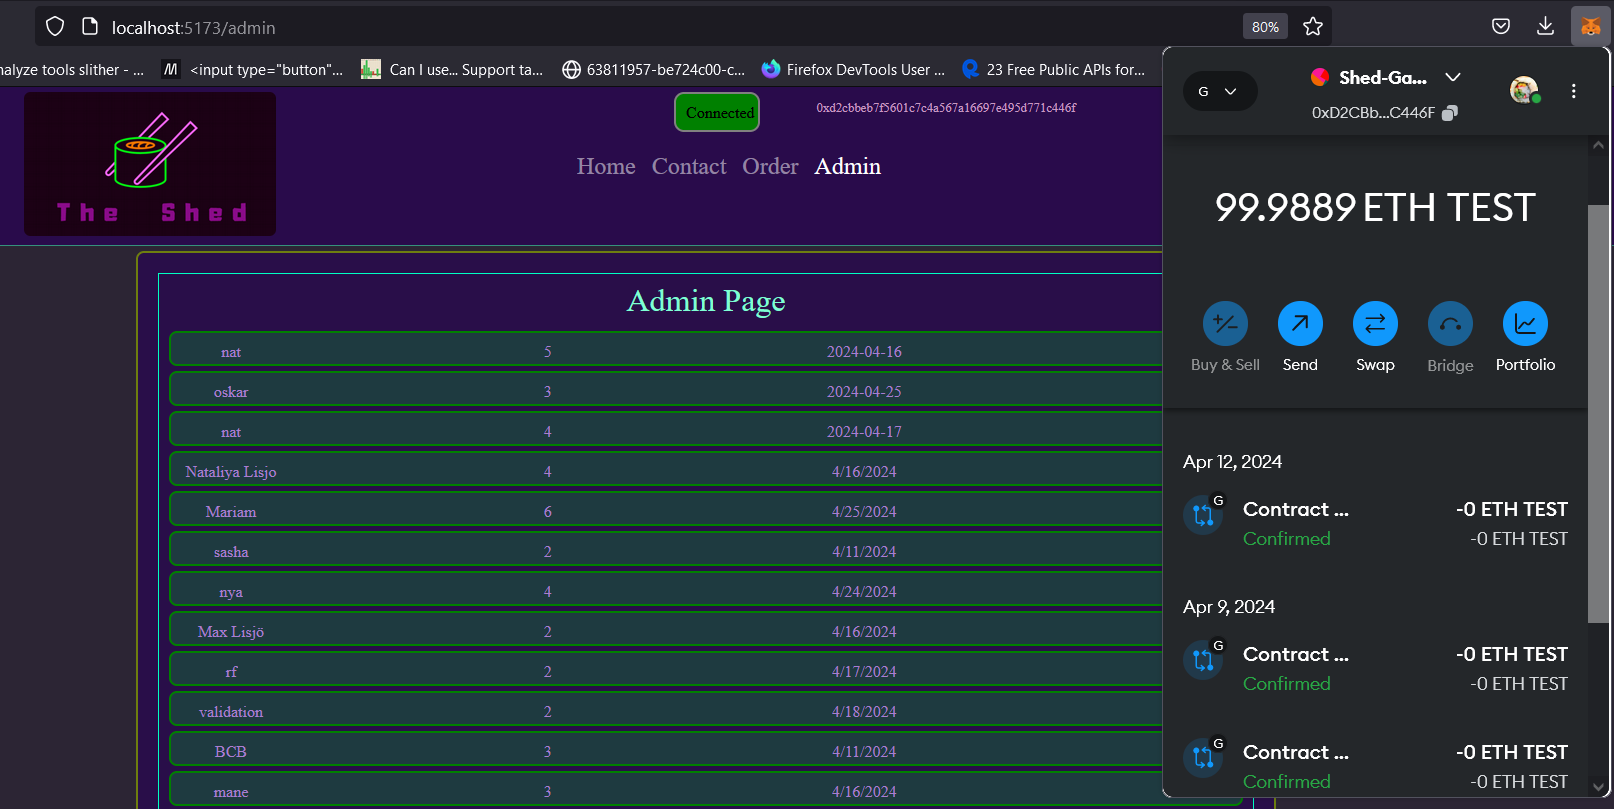 localhost:5173/admin
80%
nalyze tools slither - ...
<input type="button"...
Can I use... Support ta...
63811957-be724c00-c...
Firefox DevTools User ...
23 Free Public APIs for...
The Shed
Connected
0xd2cbbeb7f5601c7c4a567a16697e495d771c446f
Home Contact Order Admin
Admin Page
nat 5 2024-04-16
oskar 3 2024-04-25
nat 4 2024-04-17
Nataliya Lisjo 4 4/16/2024
Mariam 6 4/25/2024
sasha 2 4/11/2024
nya 4 4/24/2024
Max Lisjö 2 4/16/2024
rf 2 4/17/2024
validation 2 4/18/2024
BCB 3 4/11/2024
mane 3 4/16/2024
G
Shed-Ga...
0xD2CBb...C446F
99.9889 ETH TEST
Buy & Sell
Send
Swap
Bridge
Portfolio
Apr 12, 2024
G
Contract ... -0 ETH TEST
Confirmed -0 ETH TEST
Apr 9, 2024
G
Contract ... -0 ETH TEST
Confirmed -0 ETH TEST
G
Contract ... -0 ETH TEST
Confirmed -0 ETH TEST